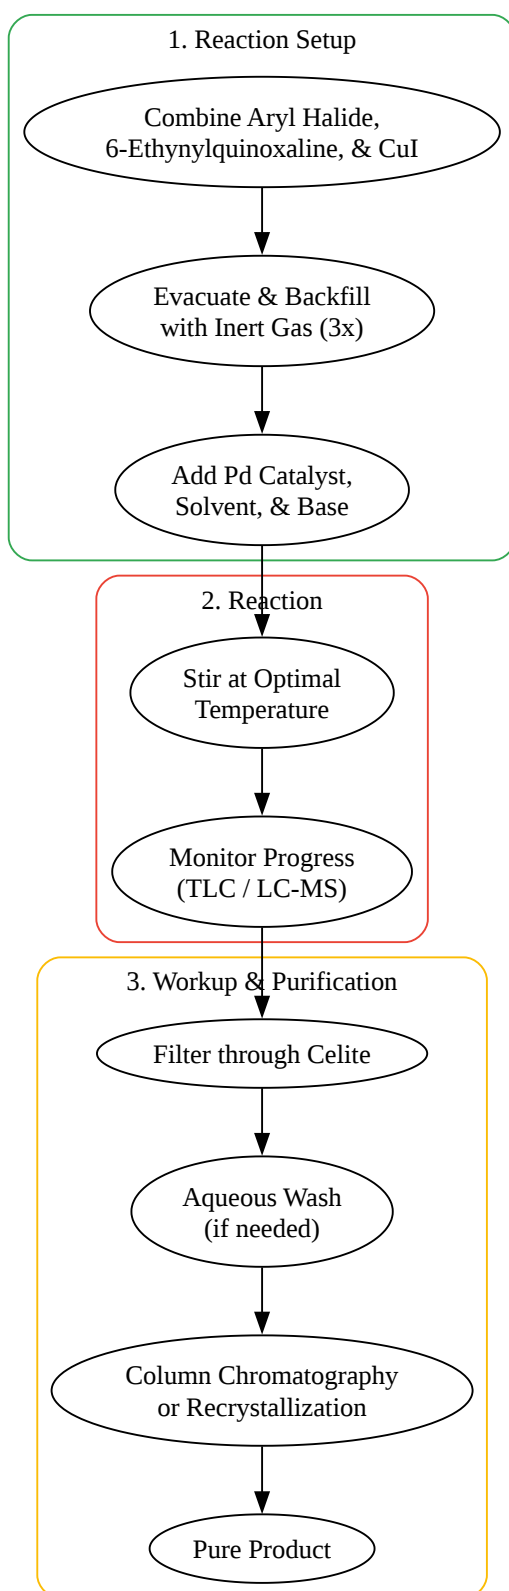 1. Reaction Setup
Combine Aryl Halide,
6-Ethynylquinoxaline, & CuI
Evacuate & Backfill
with Inert Gas (3x)
Add Pd Catalyst,
Solvent, & Base
2. Reaction
Stir at Optimal
Temperature
Monitor Progress
(TLC / LC-MS)
3. Workup & Purification
Filter through Celite
Aqueous Wash
(if needed)
Column Chromatography
or Recrystallization
Pure Product